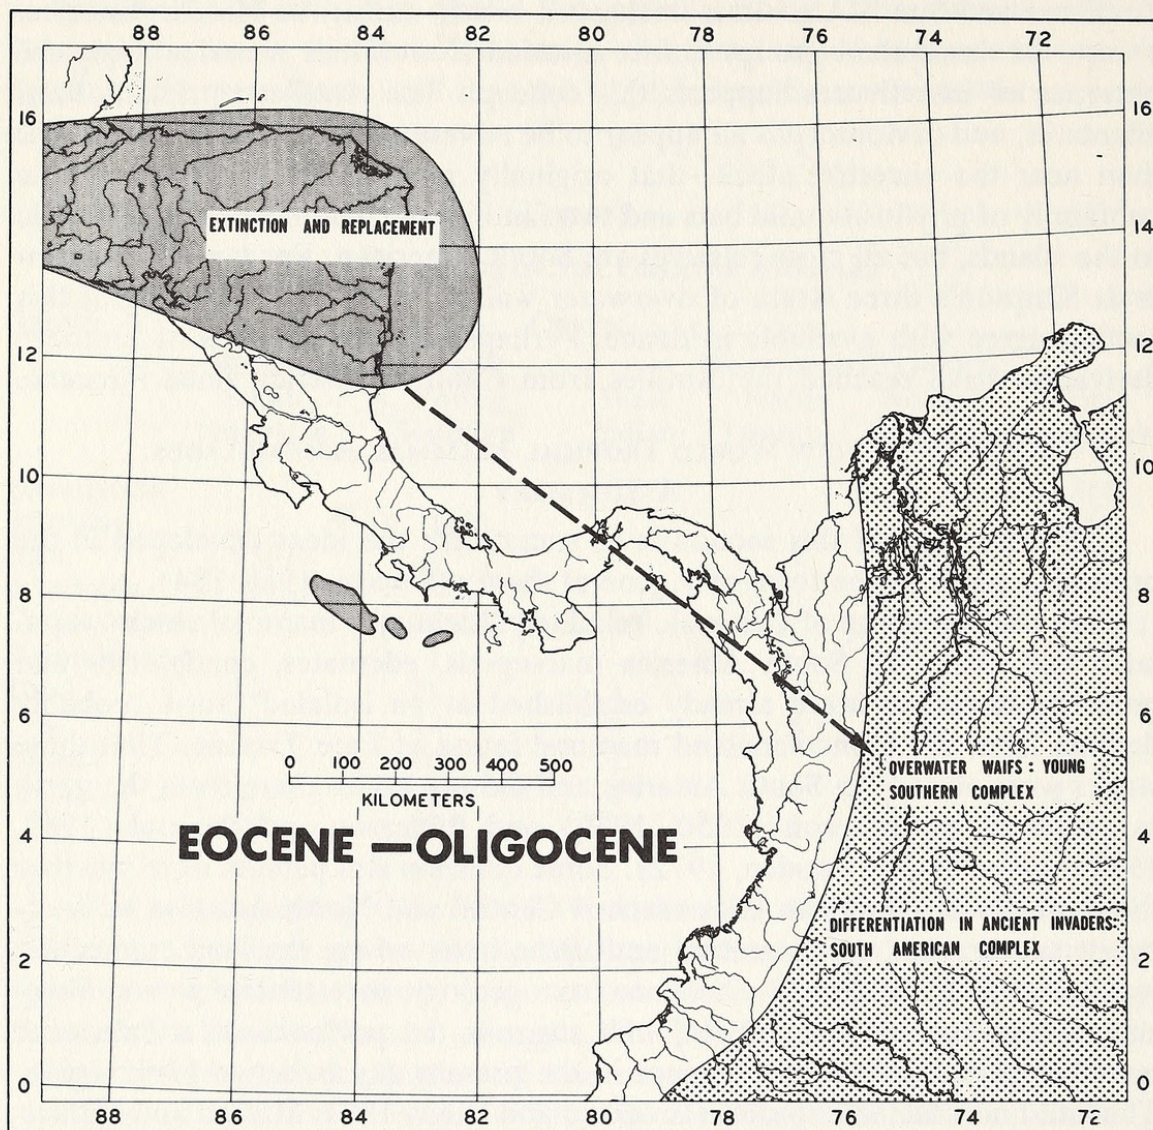 88 86 84 82 80 78 76 74 72
16 16
EXTINCTION AND REPLACEMENT
14
12 12
10 10
8 8
6 6
OVERWATER WAIFS : YOUNG
SOUTHERN COMPLEX
0 100 200 300 400 500
KILOMETERS
EOCENE — OLIGOCENE
4
DIFFERENTIATION IN ANCIENT INVADERS:
SOUTH AMERICAN COMPLEX
2 2
0 0
88 86 84 82 80 78 76 74 72